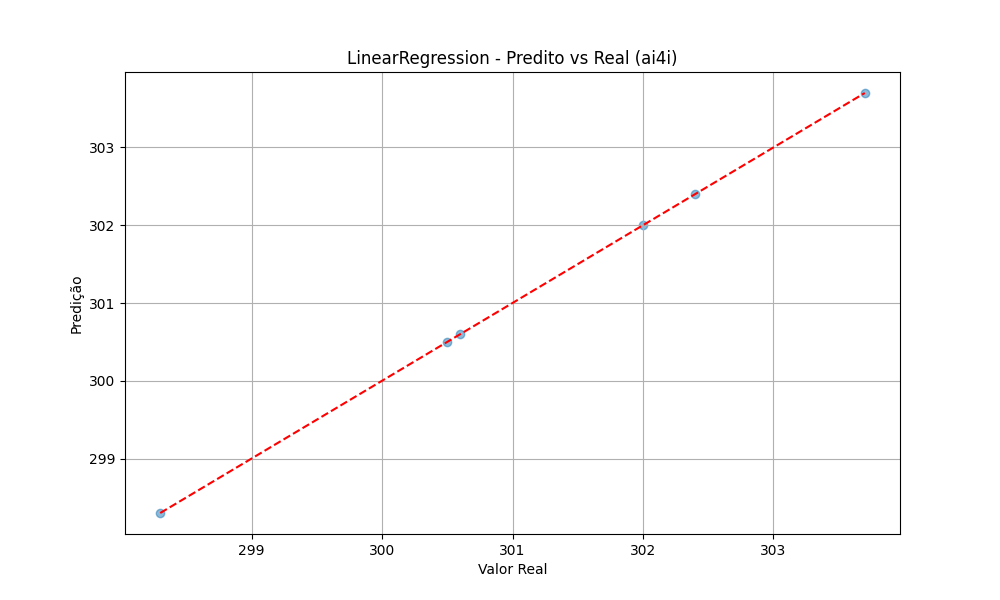 LinearRegression - Predito vs Real (ai4i)
Predição
303
302
301
300
299
299 300 301 302 303
Valor Real